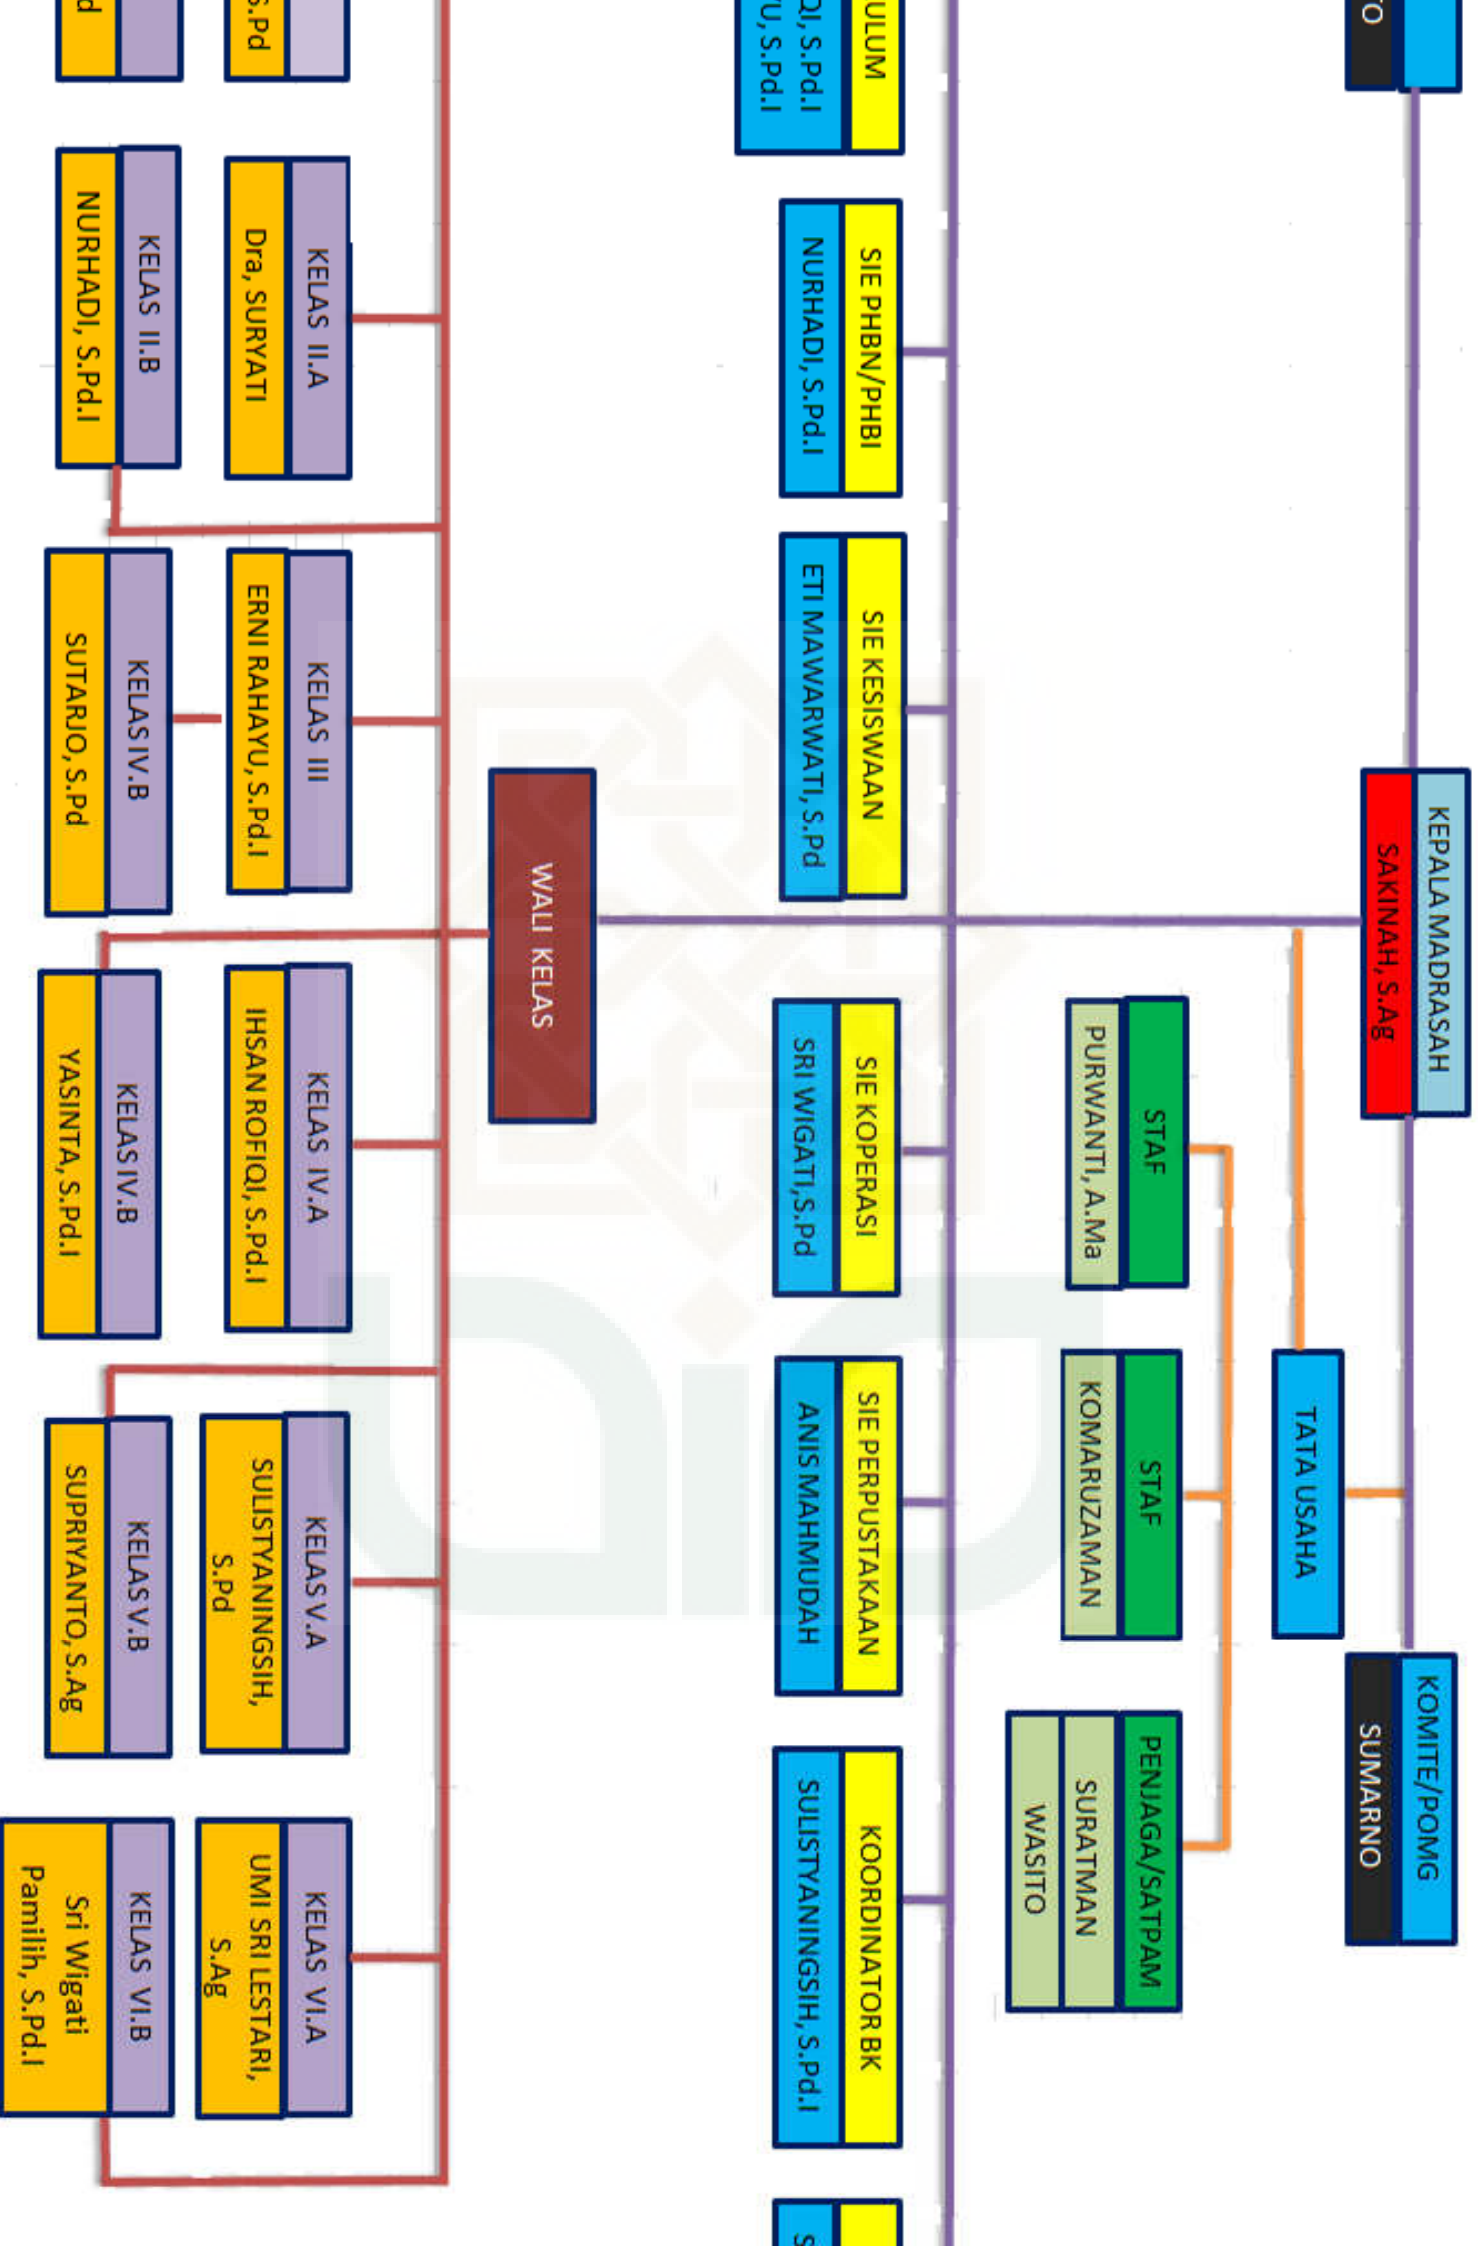 KEPALA MADRASAH
SAKINAH, S.Ag
KOMITE/POMG
SUMARNO
TATA USAHA
STAF
PURWANTI, A.Ma
STAF
KOMARUZAMAN
PENJAGA/SATPAM
SURATMAN
WASITO
SIE PHBN/PHBI
NURHADI, S.Pd.I
SIE KESISWAAN
ETI MAWARWATI, S.Pd
SIE KOPERASI
SRI WIGATI,S.Pd
SIE PERPUSTAKAAN
ANIS MAHMUDAH
KOORDINATOR BK
SULISTYANINGSIH, S.Pd.I
WALI KELAS
S.Pd
KELAS II.A
Dra, SURYATI
KELAS III
ERNI RAHAYU, S.Pd.I
KELAS IV.A
IHSAN ROFIQI, S.Pd.I
KELAS V.A
SULISTYANINGSIH,
S.Pd
KELAS VI.A
UMI SRI LESTARI,
S.Ag
KELAS II.B
NURHADI, S.Pd.I
KELAS IV.B
SUTARJO, S.Pd
KELAS IV.B
YASINTA, S.Pd.I
KELAS V.B
SUPRIYANTO, S.Ag
KELAS VI.B
Sri Wigati
Pamilih, S.Pd.I